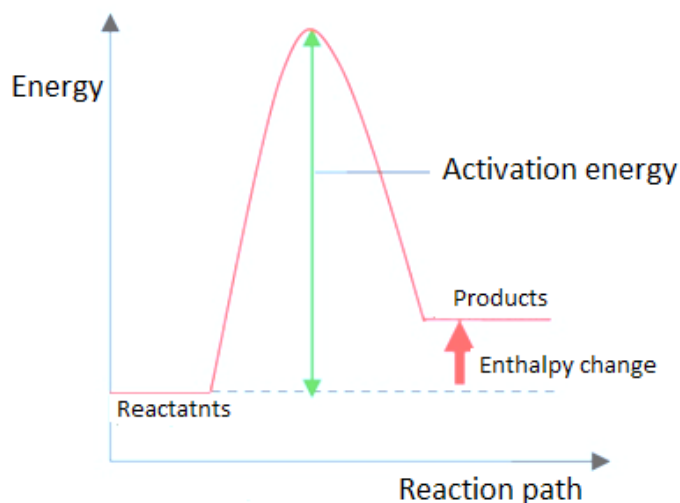 Energy
Activation energy
Products
Enthalpy change
Reactatnts
Reaction path